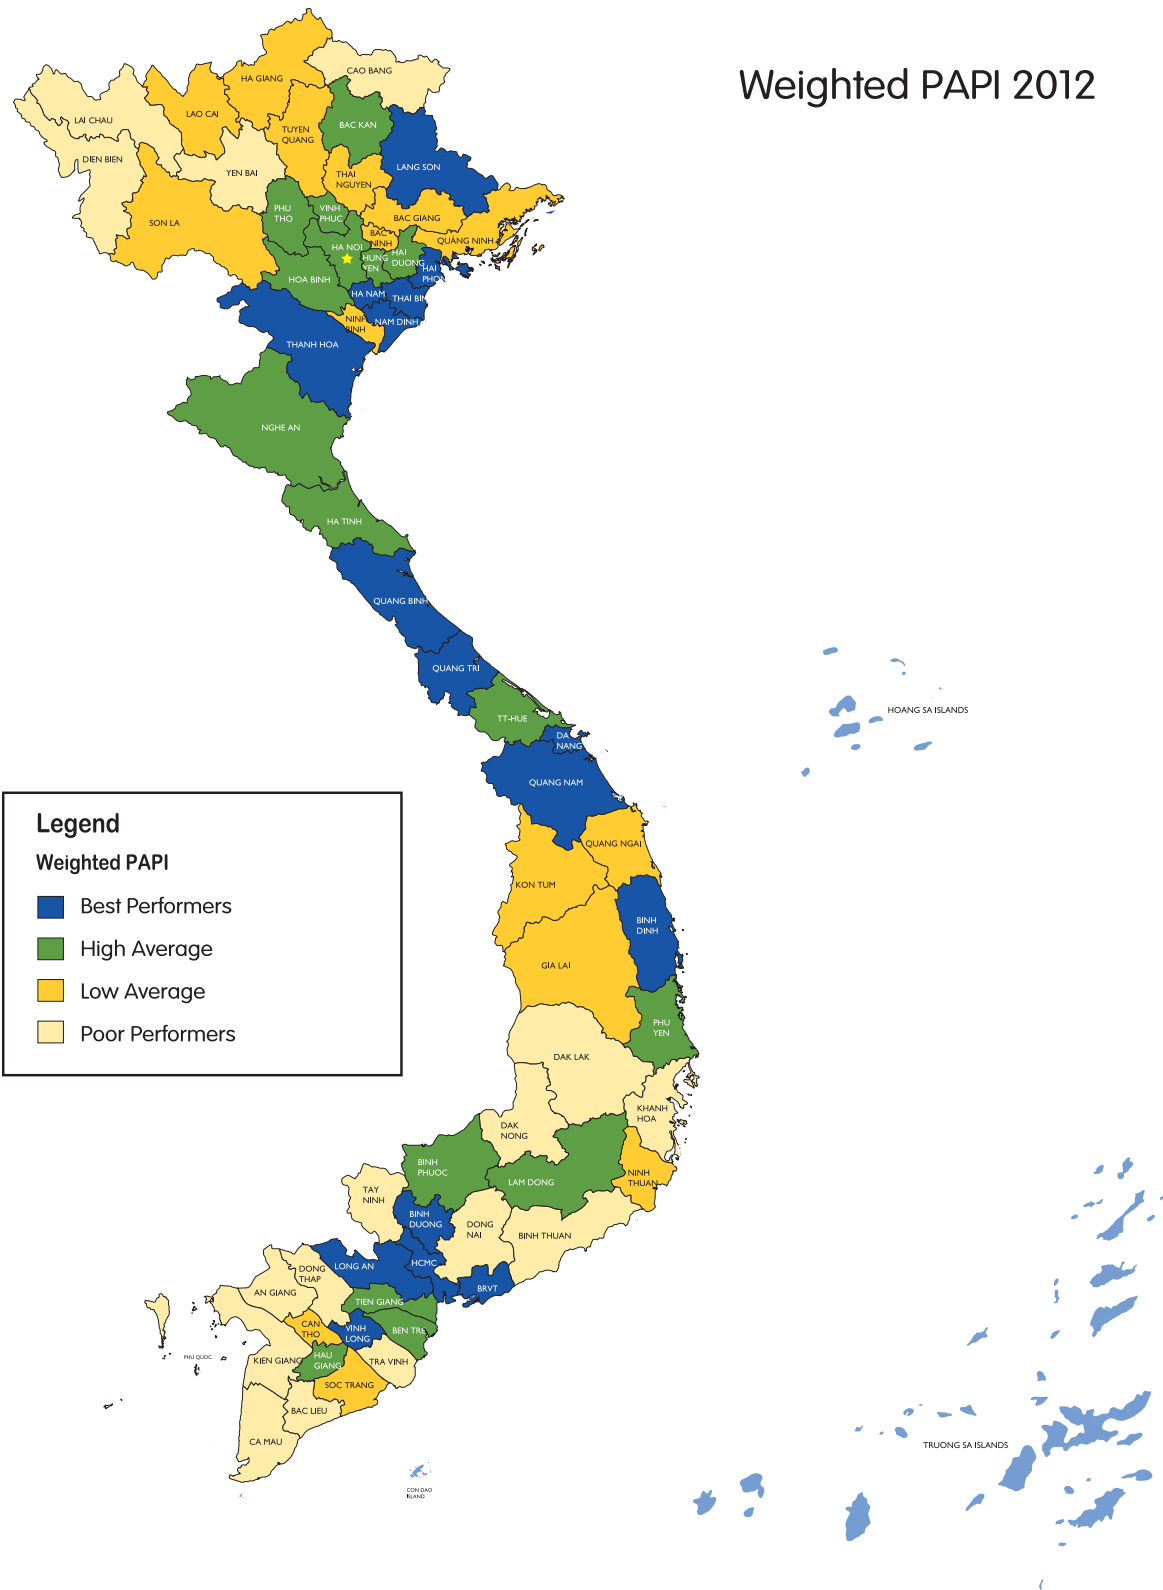 Weighted PAPI 2012
HA GIANG
CAO BANG
LAI CHAU
LAO CAI
TUYEN
QUANG
BAC KAN
DIEN BIEN
YEN BAI
THAI
NGUYEN
LANG SON
SON LA
PHU
THO
VINH
PHUC
BAC GIANG
BAC
NINH
QUANG NINH
HA NOI
HUNG
YEN
HAI
DUONG
HAI
PHON
HOA BINH
HA NAM
THAI BIN
NINH
BINH
NAM DINH
THANH HOA
NGHE AN
HA TINH
QUANG BINH
QUANG TRI
TT-HUE
DA
NANG
QUANG NAM
HOANG SA ISLANDS
QUANG NGAI
KON TUM
BINH
DINH
GIA LAI
PHU
YEN
DAK LAK
KHANH
HOA
DAK
NONG
BINH
PHUOC
LAM DONG
NINH
THUAN
TAY
NINH
BINH
DUONG
DONG
NAI
BINH THUAN
LONG AN
HCMC
BRVT
DONG
THAP
AN GIANG
TIEN GIANG
CAN
THO
VINH
LONG
BEN TRE
PHU QUOC
KIEN GIANG
HAU
GIANG
TRA VINH
SOC TRANG
BAC LIEU
CA MAU
CON DAO
ISLAND
TRUONG SA ISLANDS
Legend
Weighted PAPI
Best Performers
High Average
Low Average
Poor Performers